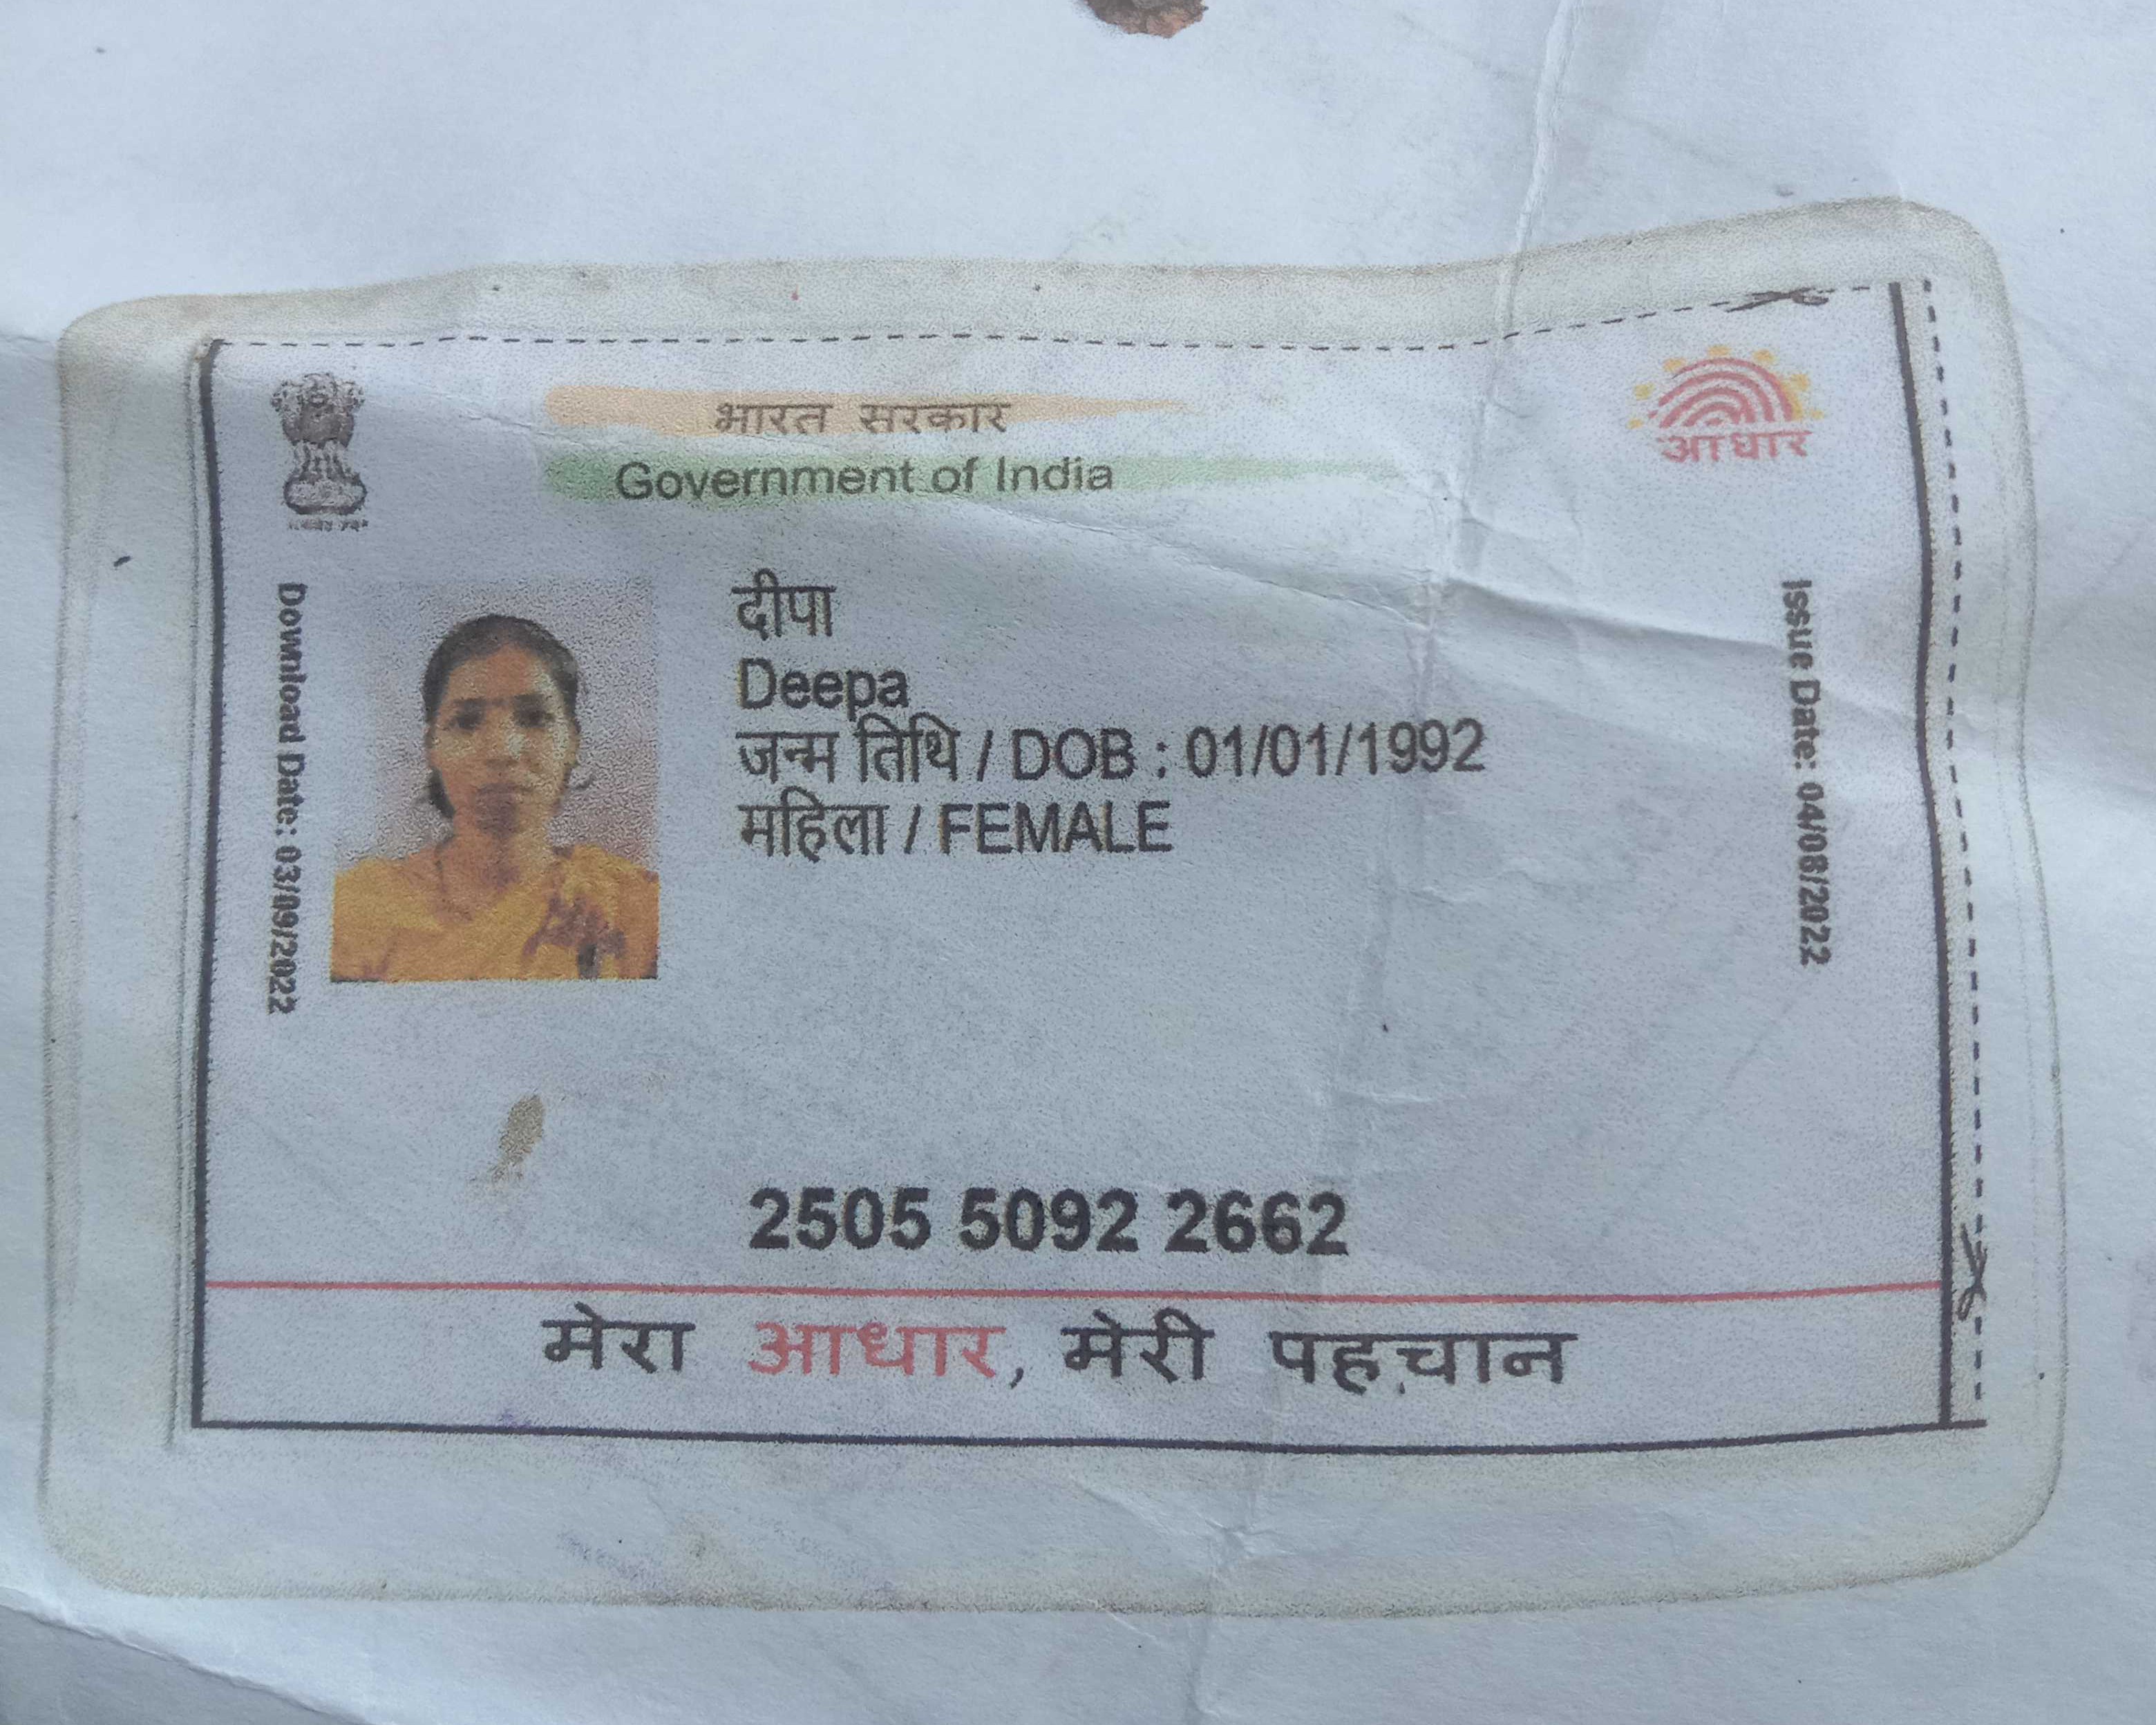 भारत सरकार
Government of India
आधार
Download Date: 03/09/2022
दीपा
Deepa
जन्म तिथि / DOB : 01/01/1992
महिला / FEMALE
Issue Date: 04/08/2022
2505 5092 2662
मेरा आधार, मेरी पहचान